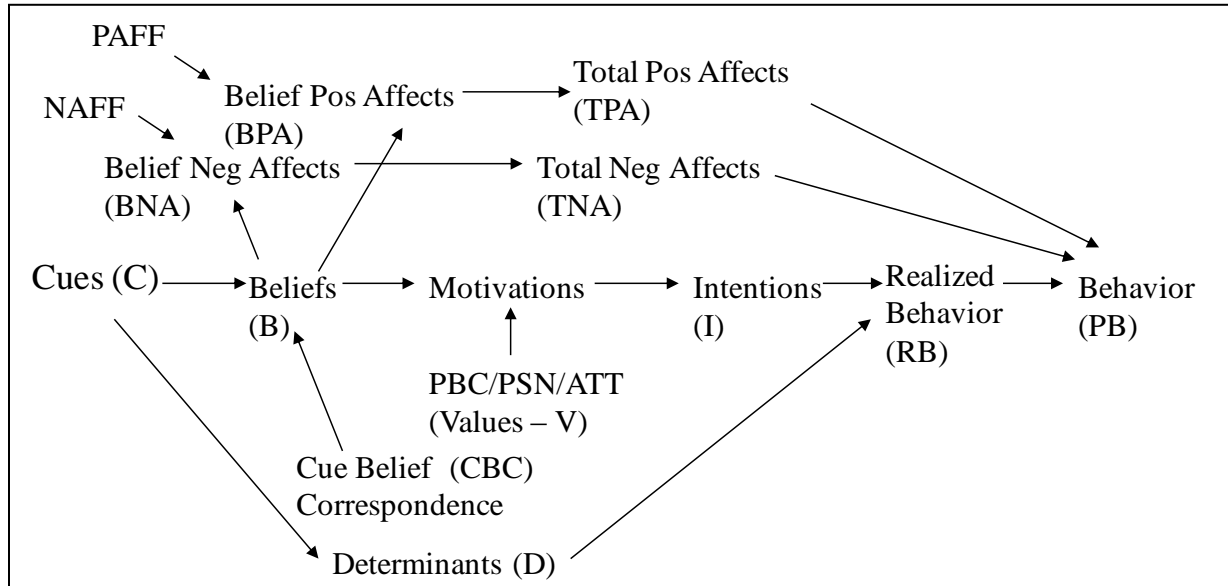 PAFF
Belief Pos Affects
(BPA)
Total Pos Affects
(TPA)
NAFF
Belief Neg Affects
(BNA)
Total Neg Affects
(TNA)
Cues (C)
Beliefs
(B)
Motivations
Intentions
(I)
Realized
Behavior
(RB)
Behavior
(PB)
PBC/PSN/ATT
(Values – V)
Cue Belief (CBC)
Correspondence
Determinants (D)